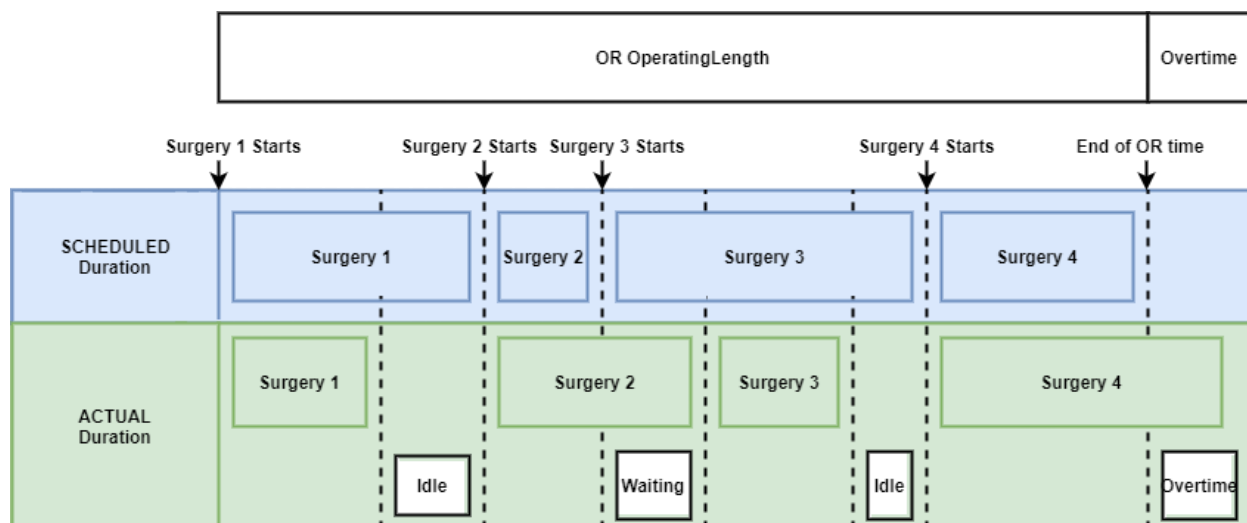 OR OperatingLength
Overtime
Surgery 1 Starts
Surgery 2 Starts
Surgery 3 Starts
Surgery 4 Starts
End of OR time
SCHEDULED
Duration
Surgery 1
Surgery 2
Surgery 3
Surgery 4
ACTUAL
Duration
Surgery 1
Surgery 2
Surgery 3
Surgery 4
Idle
Waiting
Idle
Overtime